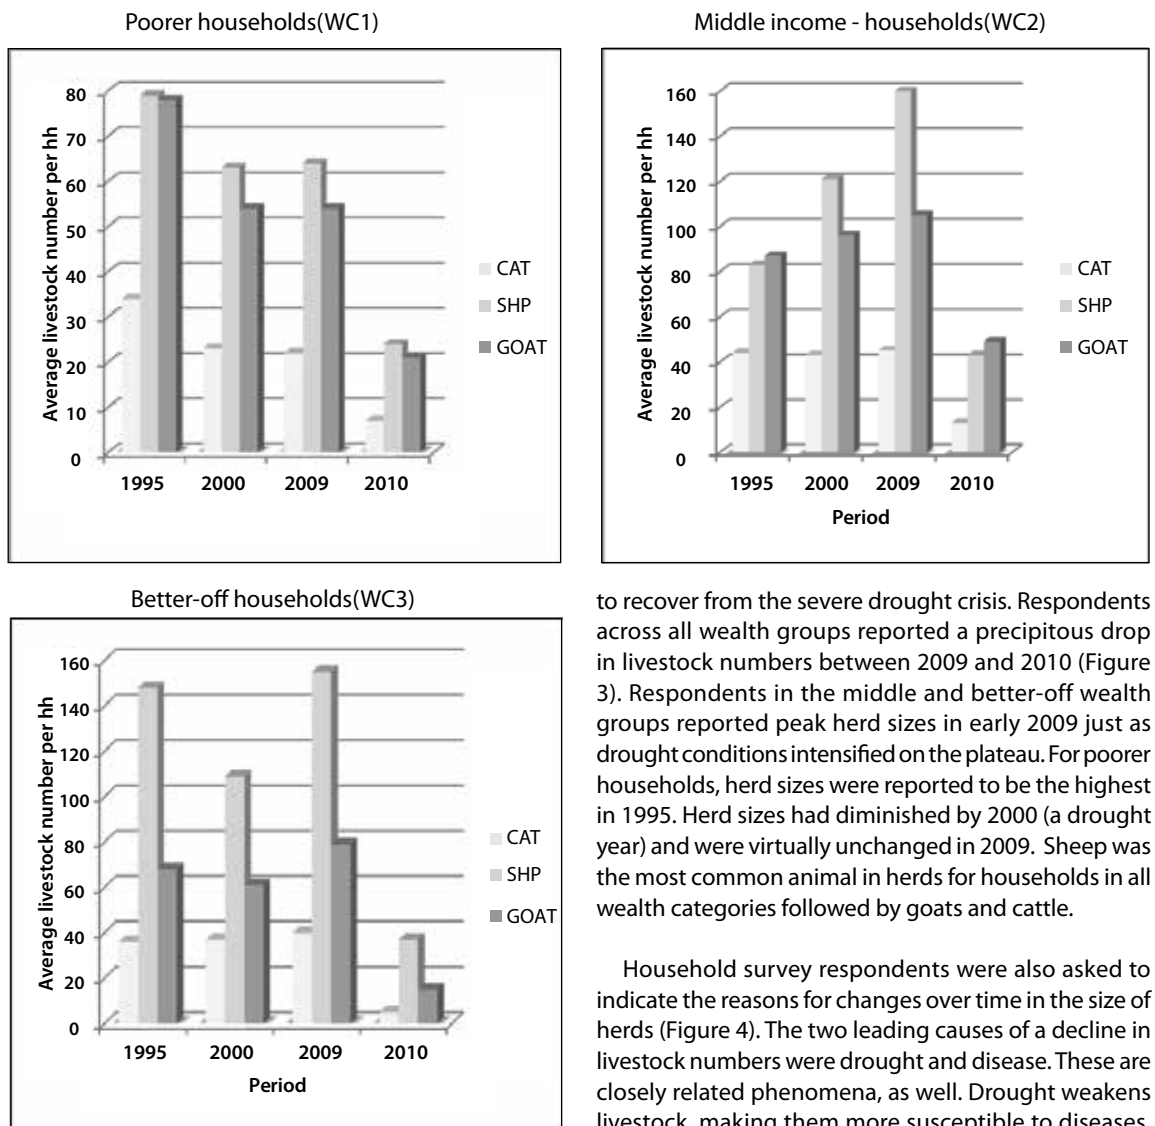 Poorer households(WC1)
Average livestock number per hh
80
70
60
50
40
30
20
10
0
1995 2000 2009 2010
CAT
SHP
GOAT
Middle income - households(WC2)
Average livestock number per hh
160
140
120
100
80
60
40
20
0
1995 2000 2009 2010
Period
CAT
SHP
GOAT
Better-off households(WC3)
Average livestock number per hh
160
140
120
100
80
60
40
20
0
1995 2000 2009 2010
Period
CAT
SHP
GOAT
to recover from the severe drought crisis. Respondents
across all wealth groups reported a precipitous drop
in livestock numbers between 2009 and 2010 (Figure
3). Respondents in the middle and better-off wealth
groups reported peak herd sizes in early 2009 just as
drought conditions intensified on the plateau. For poorer
households, herd sizes were reported to be the highest
in 1995. Herd sizes had diminished by 2000 (a drought
year) and were virtually unchanged in 2009. Sheep was
the most common animal in herds for households in all
wealth categories followed by goats and cattle.
Household survey respondents were also asked to
indicate the reasons for changes over time in the size of
herds (Figure 4). The two leading causes of a decline in
livestock numbers were drought and disease. These are
closely related phenomena, as well. Drought weakens
livestock, making them more susceptible to diseases.